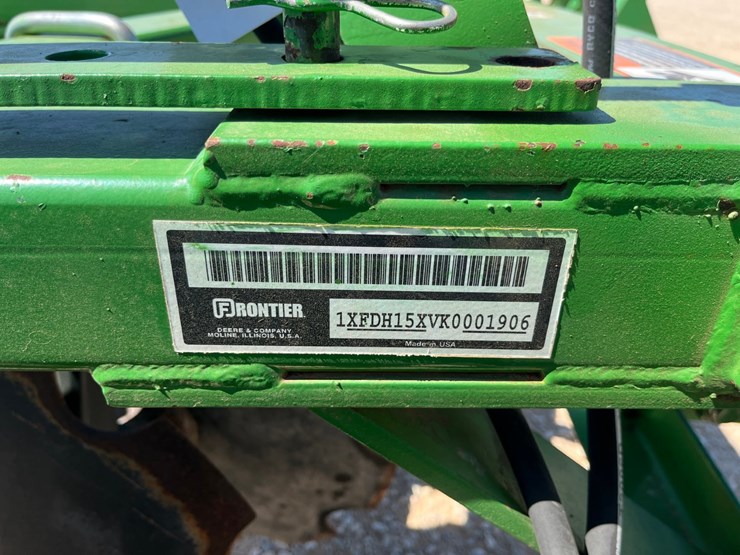 FRONTIER
DEERE & COMPANY
MOLINE, ILLINOIS, U.S.A.
1XFDH15XVK0001906
Made in USA